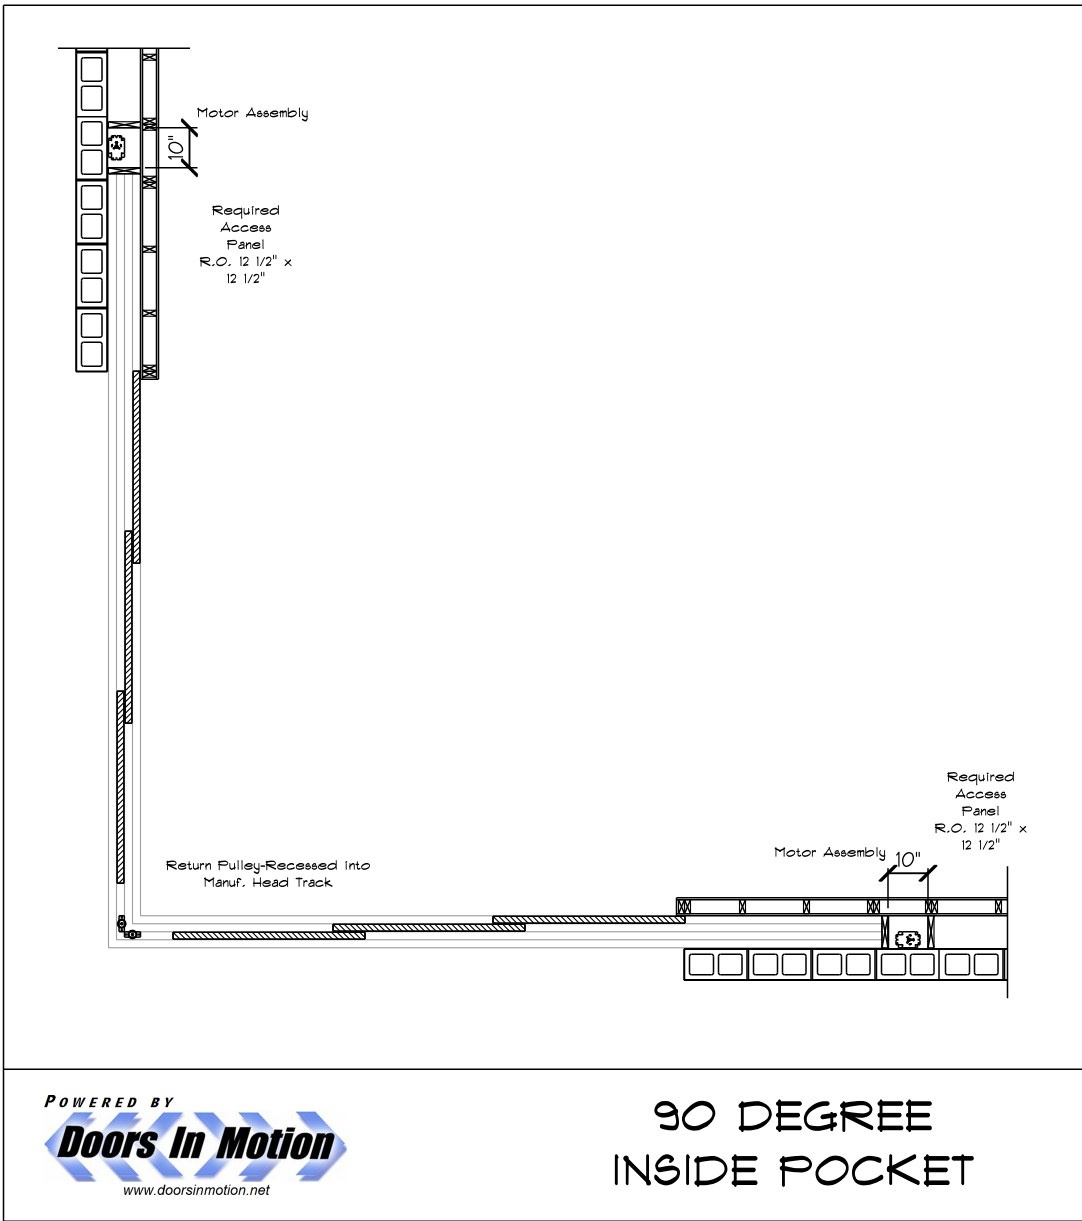 Motor Assembly
10"
Required
Access
Panel
R.O. 12 1/2" x
12 1/2"
Required
Access
Panel
R.O. 12 1/2" x
12 1/2"
Motor Assembly
10"
Return Pulley-Recessed into
Manuf. Head Track
POWERED BY
Doors In Motion
www.doorsinmotion.net
90 DEGREE
INSIDE POCKET